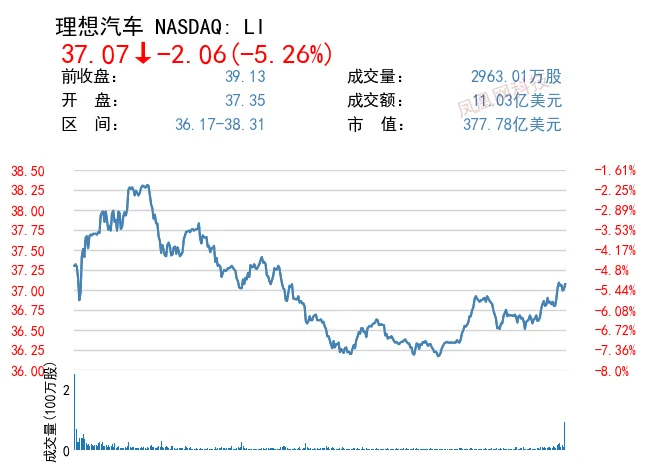 理想汽车 NASDAQ: LI
37.07↓-2.06(-5.26%)
前收盘: 39.13 成交量: 2963.01万股
开 盘: 37.35 成交额: 11.03亿美元
区 间: 36.17-38.31 市 值: 377.78亿美元
凤凰网科技
38.50 -1.61%
38.25 -2.25%
38.00 -2.89%
37.75 -3.53%
37.50 -4.17%
37.25 -4.8%
37.00 -5.44%
36.75 -6.08%
36.50 -6.72%
36.25 -7.36%
36.00 -8.0%
成交量(100万股)
2
0